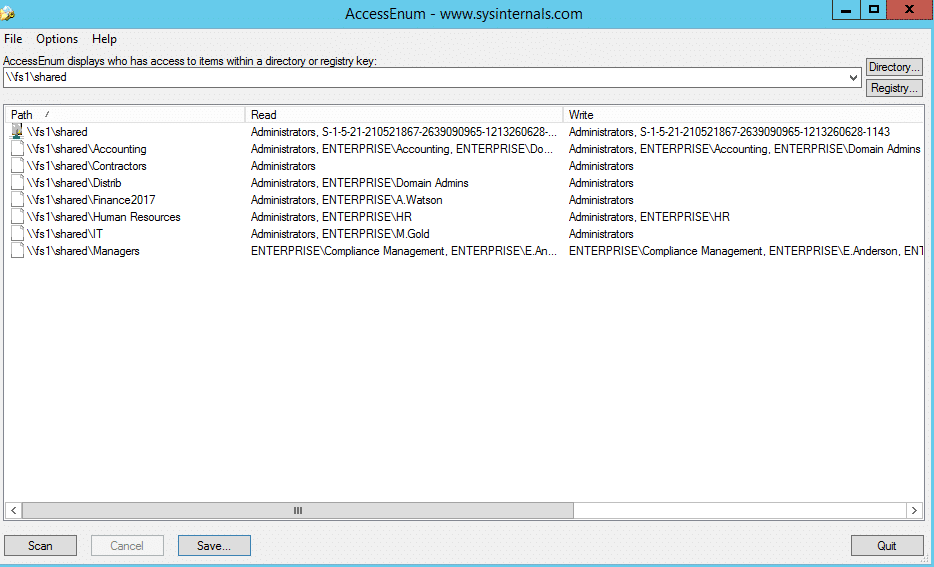 AccessEnum - www.sysinternals.com
File Options Help
AccessEnum displays who has access to items within a directory or registry key:
\\fs1\shared Directory...
Registry...
Path Read Write
\\fs1\shared Administrators, S-1-5-21-210521867-2639090965-1213260628-... Administrators, S-1-5-21-210521867-2639090965-1213260628-1143
\\fs1\shared\Accounting Administrators, ENTERPRISE\Accounting, ENTERPRISE\Do... Administrators, ENTERPRISE\Accounting, ENTERPRISE\Domain Admins
\\fs1\shared\Contractors Administrators Administrators
\\fs1\shared\Distrib Administrators, ENTERPRISE\Domain Admins Administrators
\\fs1\shared\Finance2017 Administrators, ENTERPRISE\A.Watson Administrators
\\fs1\shared\Human Resources Administrators, ENTERPRISE\HR Administrators, ENTERPRISE\HR
\\fs1\shared\IT Administrators, ENTERPRISE\M.Gold Administrators
\\fs1\shared\Managers ENTERPRISE\Compliance Management, ENTERPRISE\E.An... ENTERPRISE\Compliance Management, ENTERPRISE\E.Anderson, ENT
Scan Cancel Save... Quit